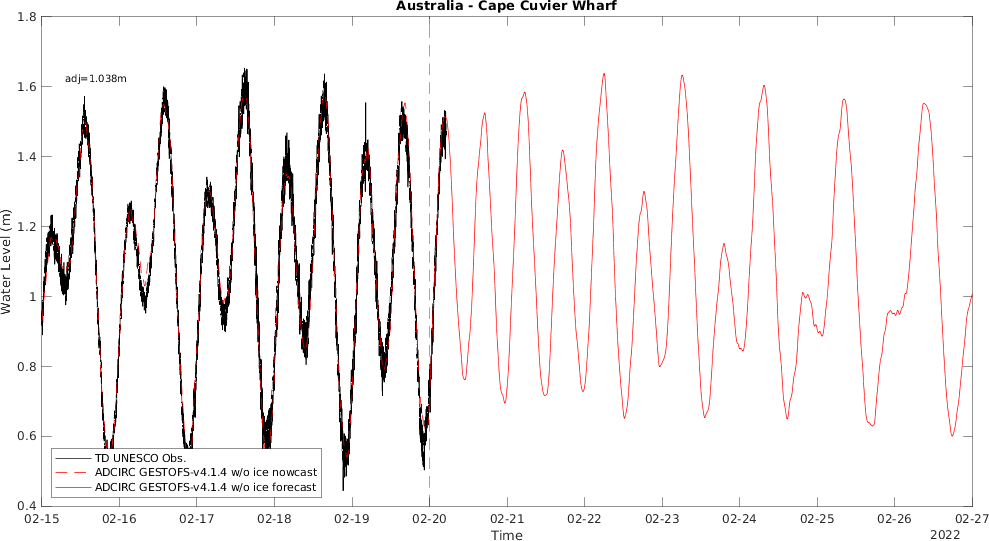 Australia - Cape Cuvier Wharf
1.8
1.6
1.4
1.2
1
0.8
0.6
0.4
Water Level (m)
adj=1.038m
TD UNESCO Obs.
ADCIRC GESTOFS-v4.1.4 w/o ice nowcast
ADCIRC GESTOFS-v4.1.4 w/o ice forecast
02-15 02-16 02-17 02-18 02-19 02-20 02-21 02-22 02-23 02-24 02-25 02-26 02-27
Time
2022